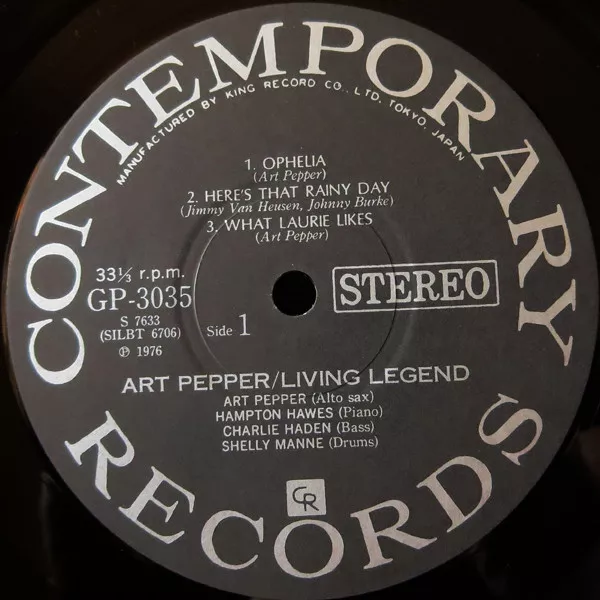 CONTEMPORARY
MANUFACTURED BY KING RECORD CO., LTD, TOKYO, JAPAN
1. OPHELIA
(Art Pepper)
2. HERE'S THAT RAINY DAY
(Jimmy Van Heusen, Johnny Burke)
3. WHAT LAURIE LIKES
(Art Pepper)
33⅓ r.p.m.
GP-3035
S 7633
(SILBT 6706)
℗ 1976
Side 1
STEREO
ART PEPPER/LIVING LEGEND
ART PEPPER (Alto sax)
HAMPTON HAWES (Piano)
CHARLIE HADEN (Bass)
SHELLY MANNE (Drums)
CR
RECORDS